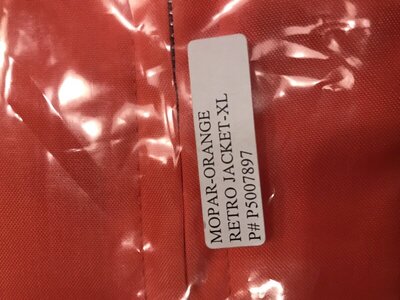 MOPAR-ORANGE
RETRO JACKET-XL
P# P5007897